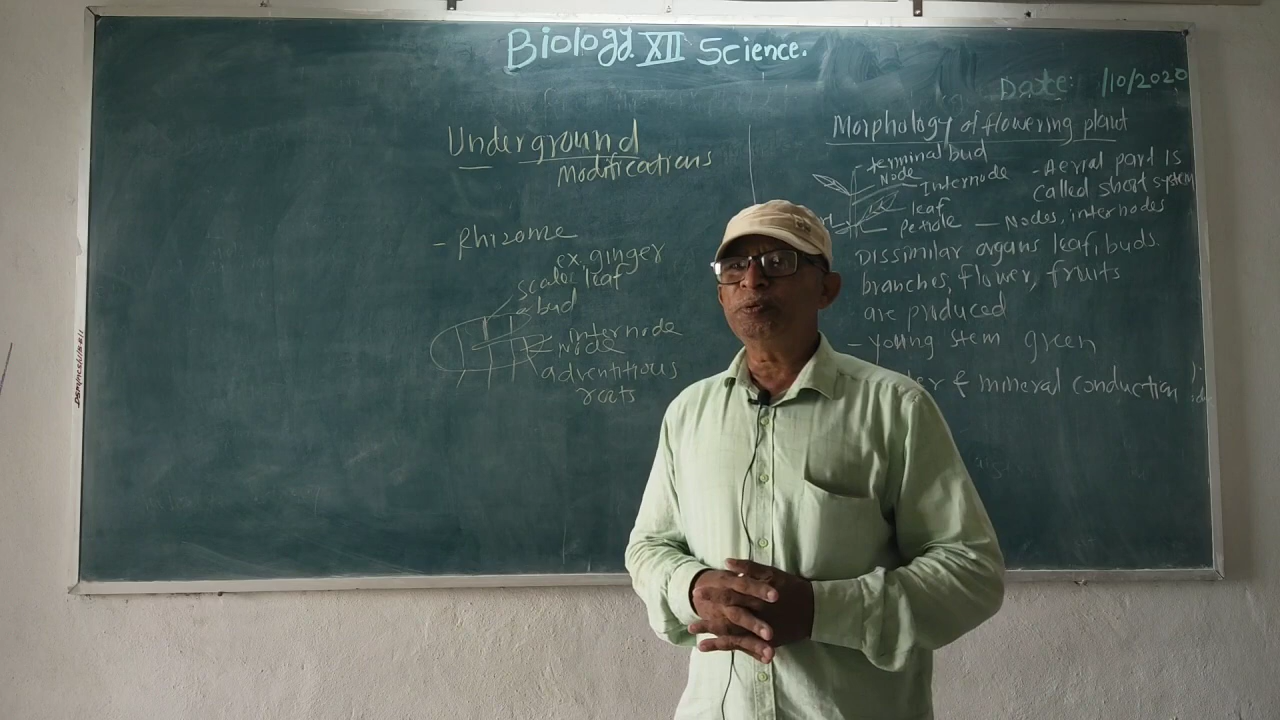 Biology XII Science.
Date: /10/2020
Underground
Modifications
- Rhizome
ex. ginger
scale leaf
bud
internode
Node
adventitious
roots
Morphology of flowering plant
terminal bud
Node
Internode
leaf
Petiole
- Aerial part is
called shoot system
- Nodes, internodes
Dissimilar organs leaf, buds.
branches, flower, fruits
are produced
- Young stem green
& mineral conduction